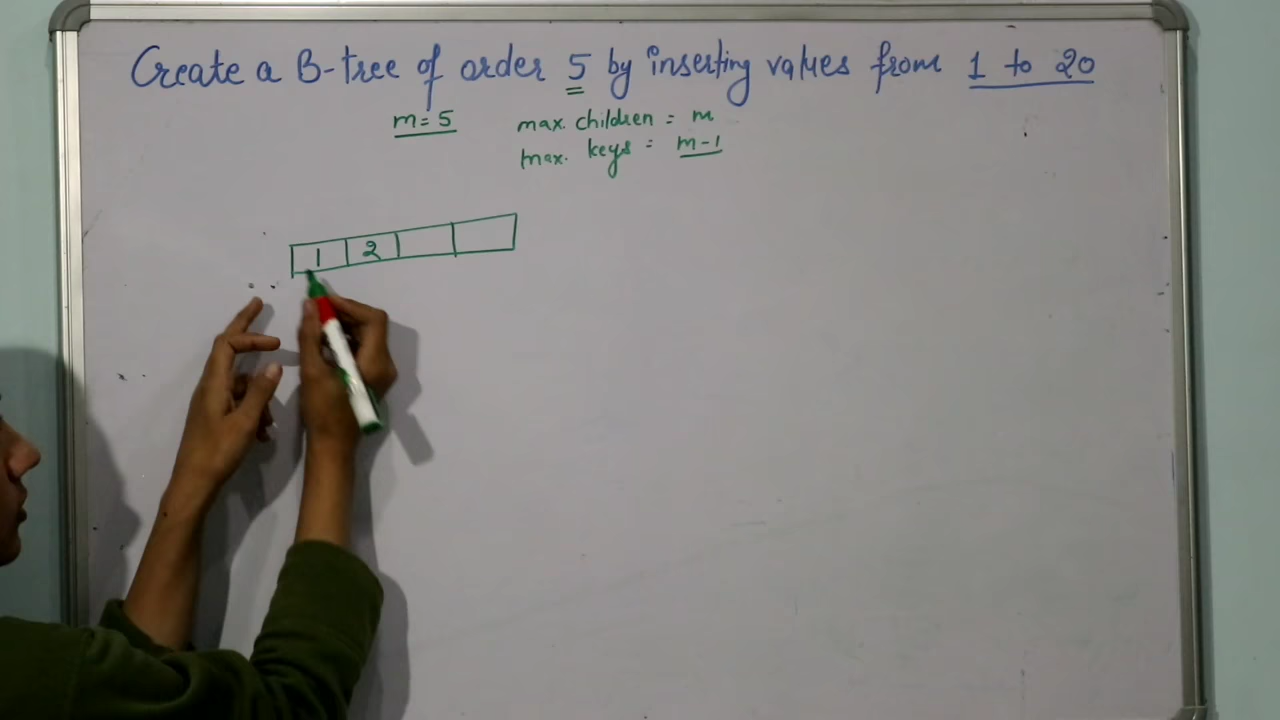 Create a B-tree of order 5 by inserting values from 1 to 20
m=5 max. children = m
max. keys = m-1
1 2